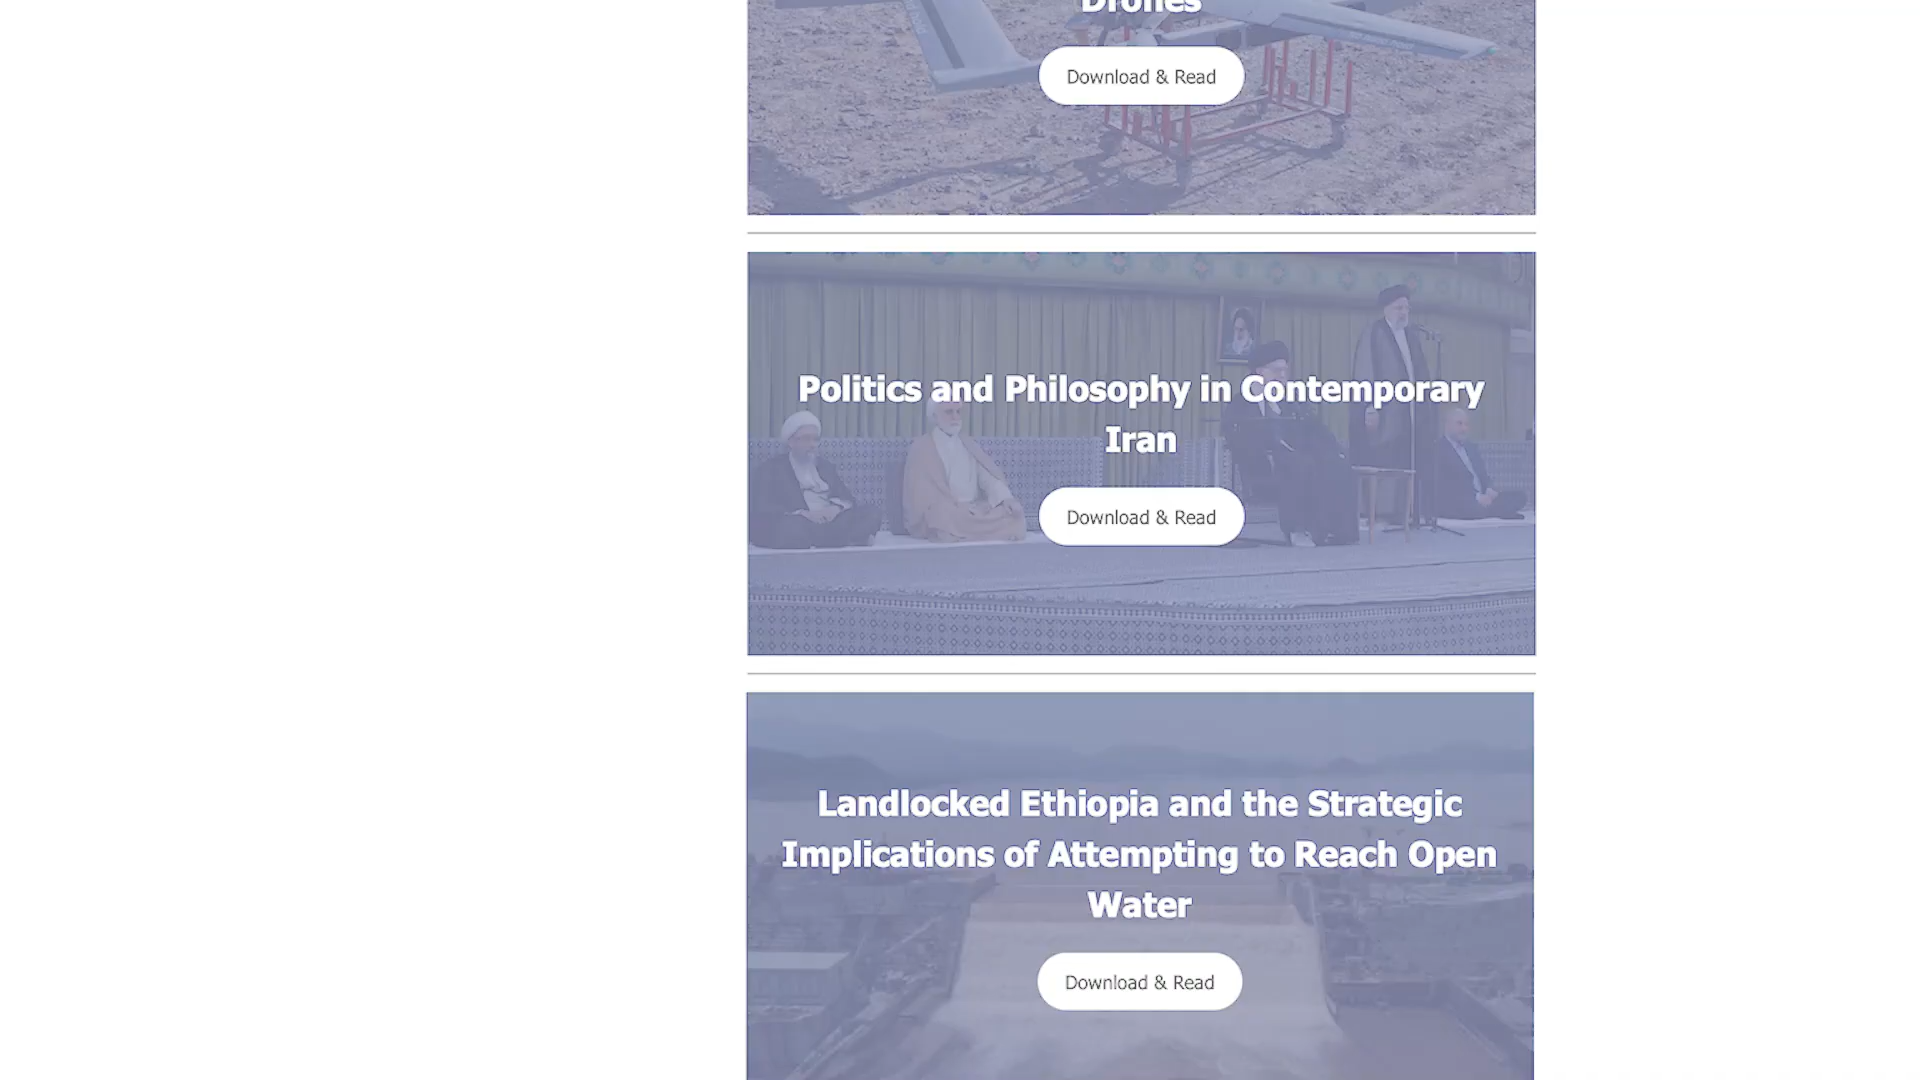 Drones
Download & Read
Politics and Philosophy in Contemporary
Iran
Download & Read
Landlocked Ethiopia and the Strategic
Implications of Attempting to Reach Open
Water
Download & Read